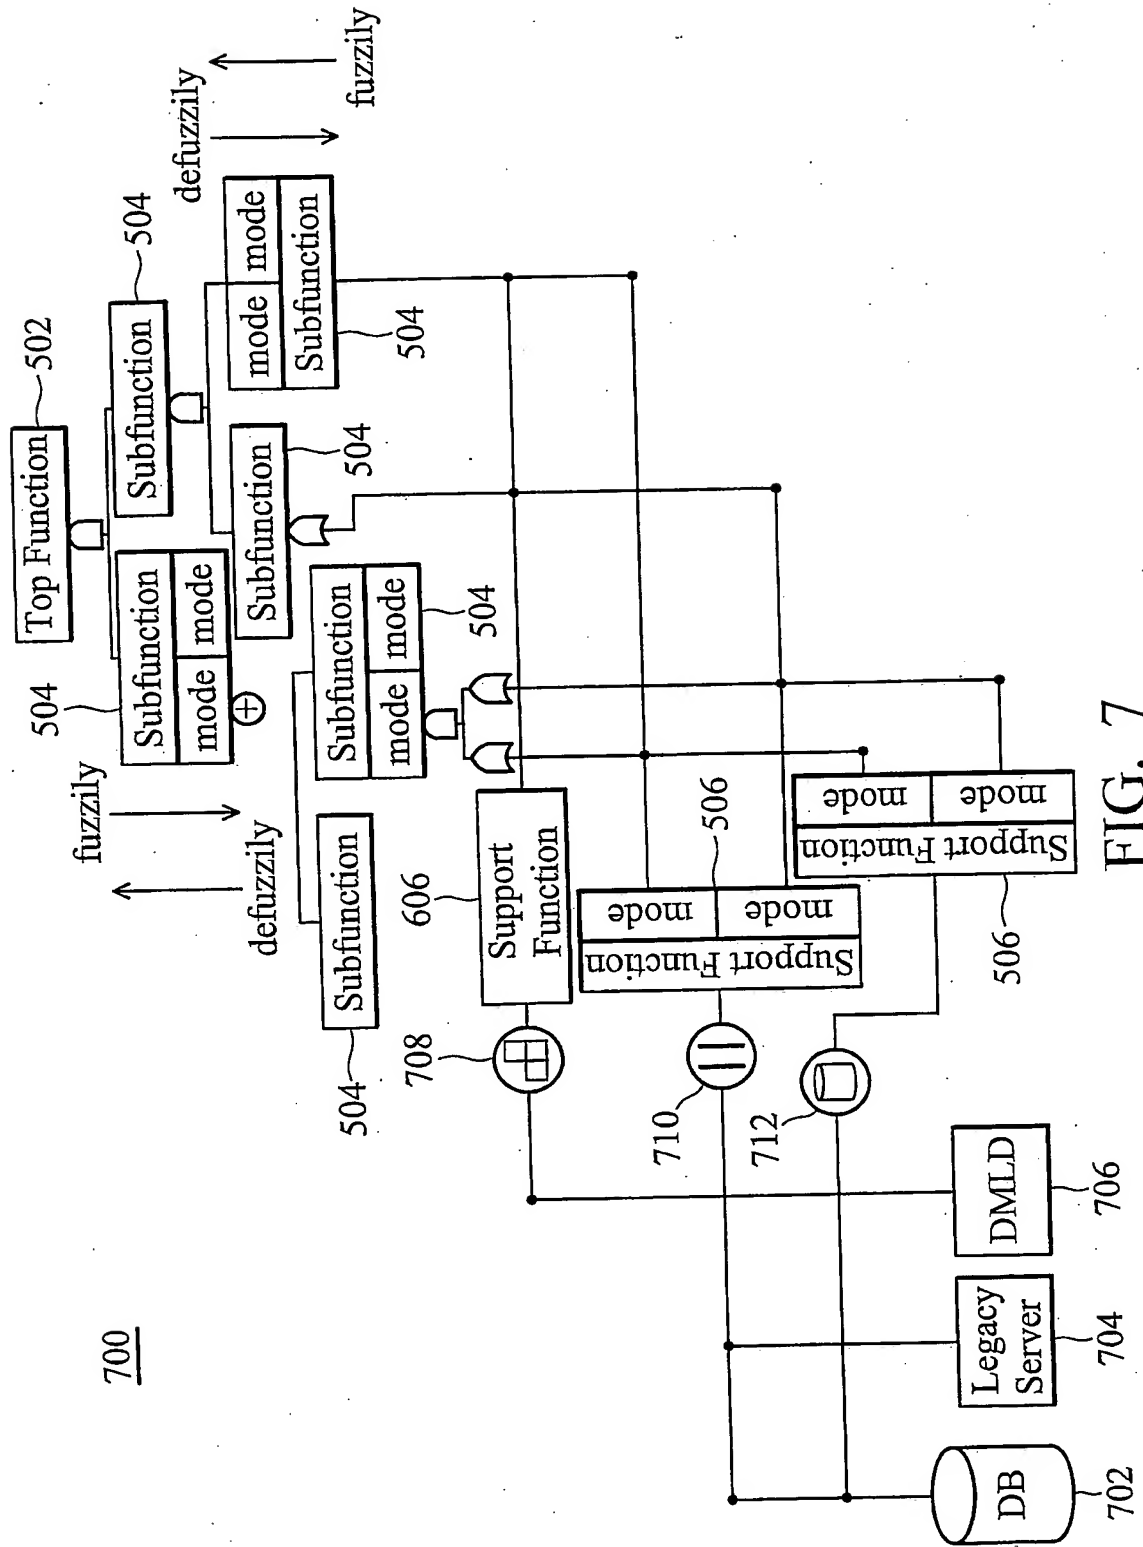 700
Top Function
502
504
Subfunction
mode
mode
Subfunction
504
fuzzily
defuzzily
defuzzily
fuzzily
mode
mode
Subfunction
504
Subfunction
504
Subfunction
mode
mode
504
Subfunction
504
606
Support
Function
708
506
mode
mode
Support Function
710
mode
mode
Support Function
506
712
DB
702
Legacy
Server
704
DMLD
706
FIG. 7